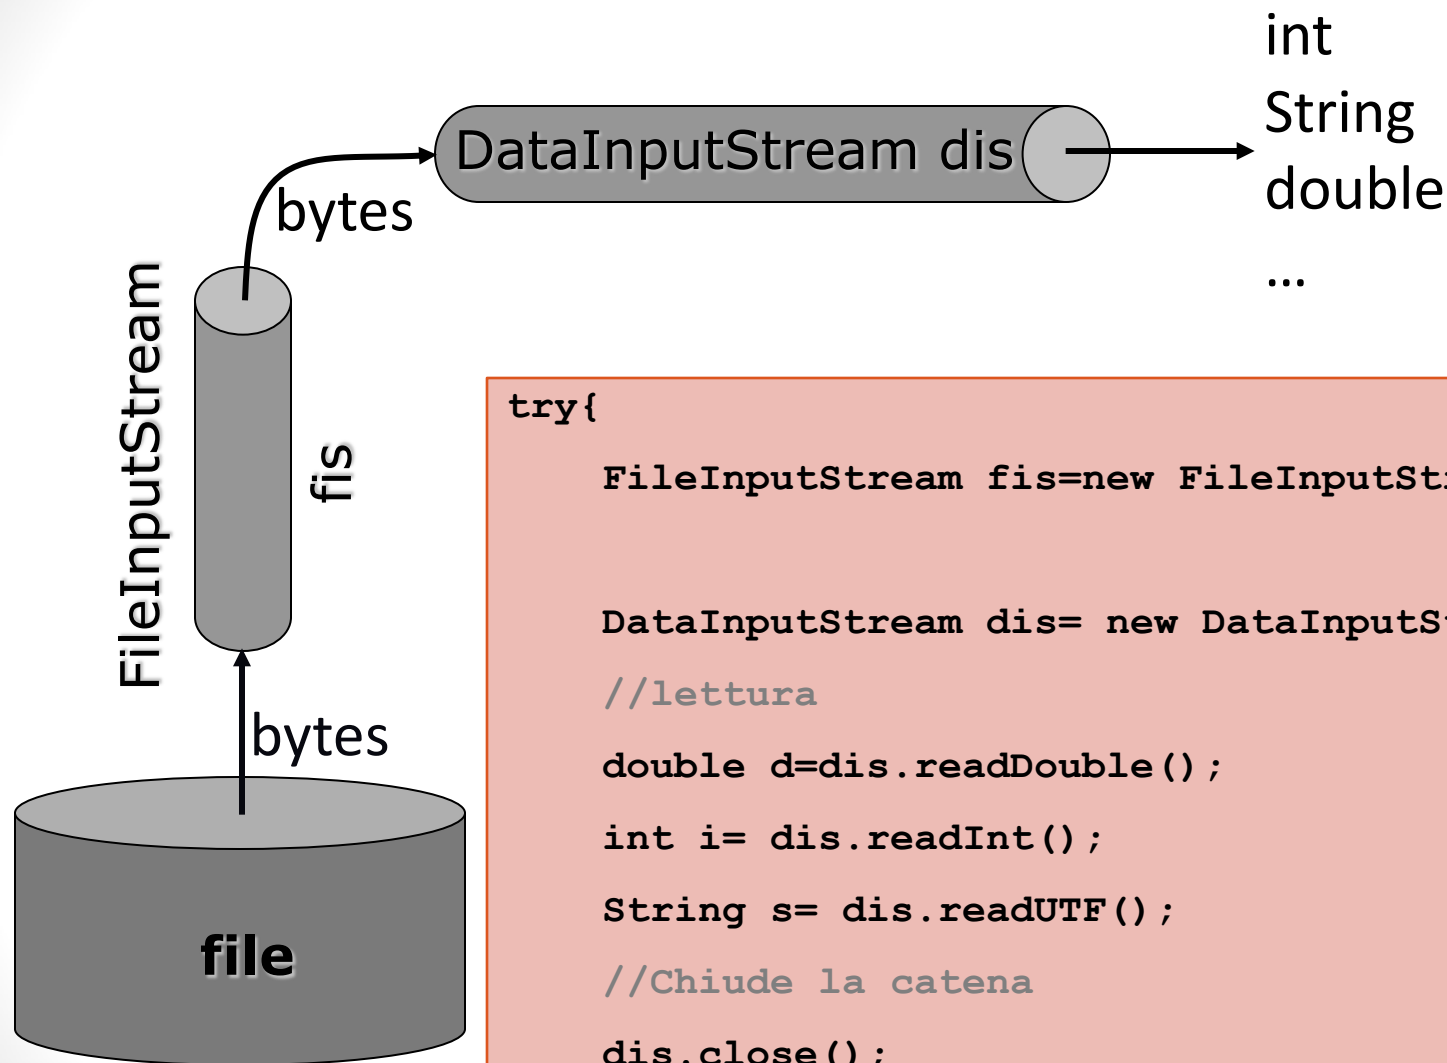 int
String
double
...
DataInputStream dis
bytes
FileInputStream
fis
bytes
file
try{
FileInputStream fis=new FileInputSt
DataInputStream dis= new DataInputS
//lettura
double d=dis.readDouble();
int i= dis.readInt();
String s= dis.readUTF();
//Chiude la catena
dis.close();